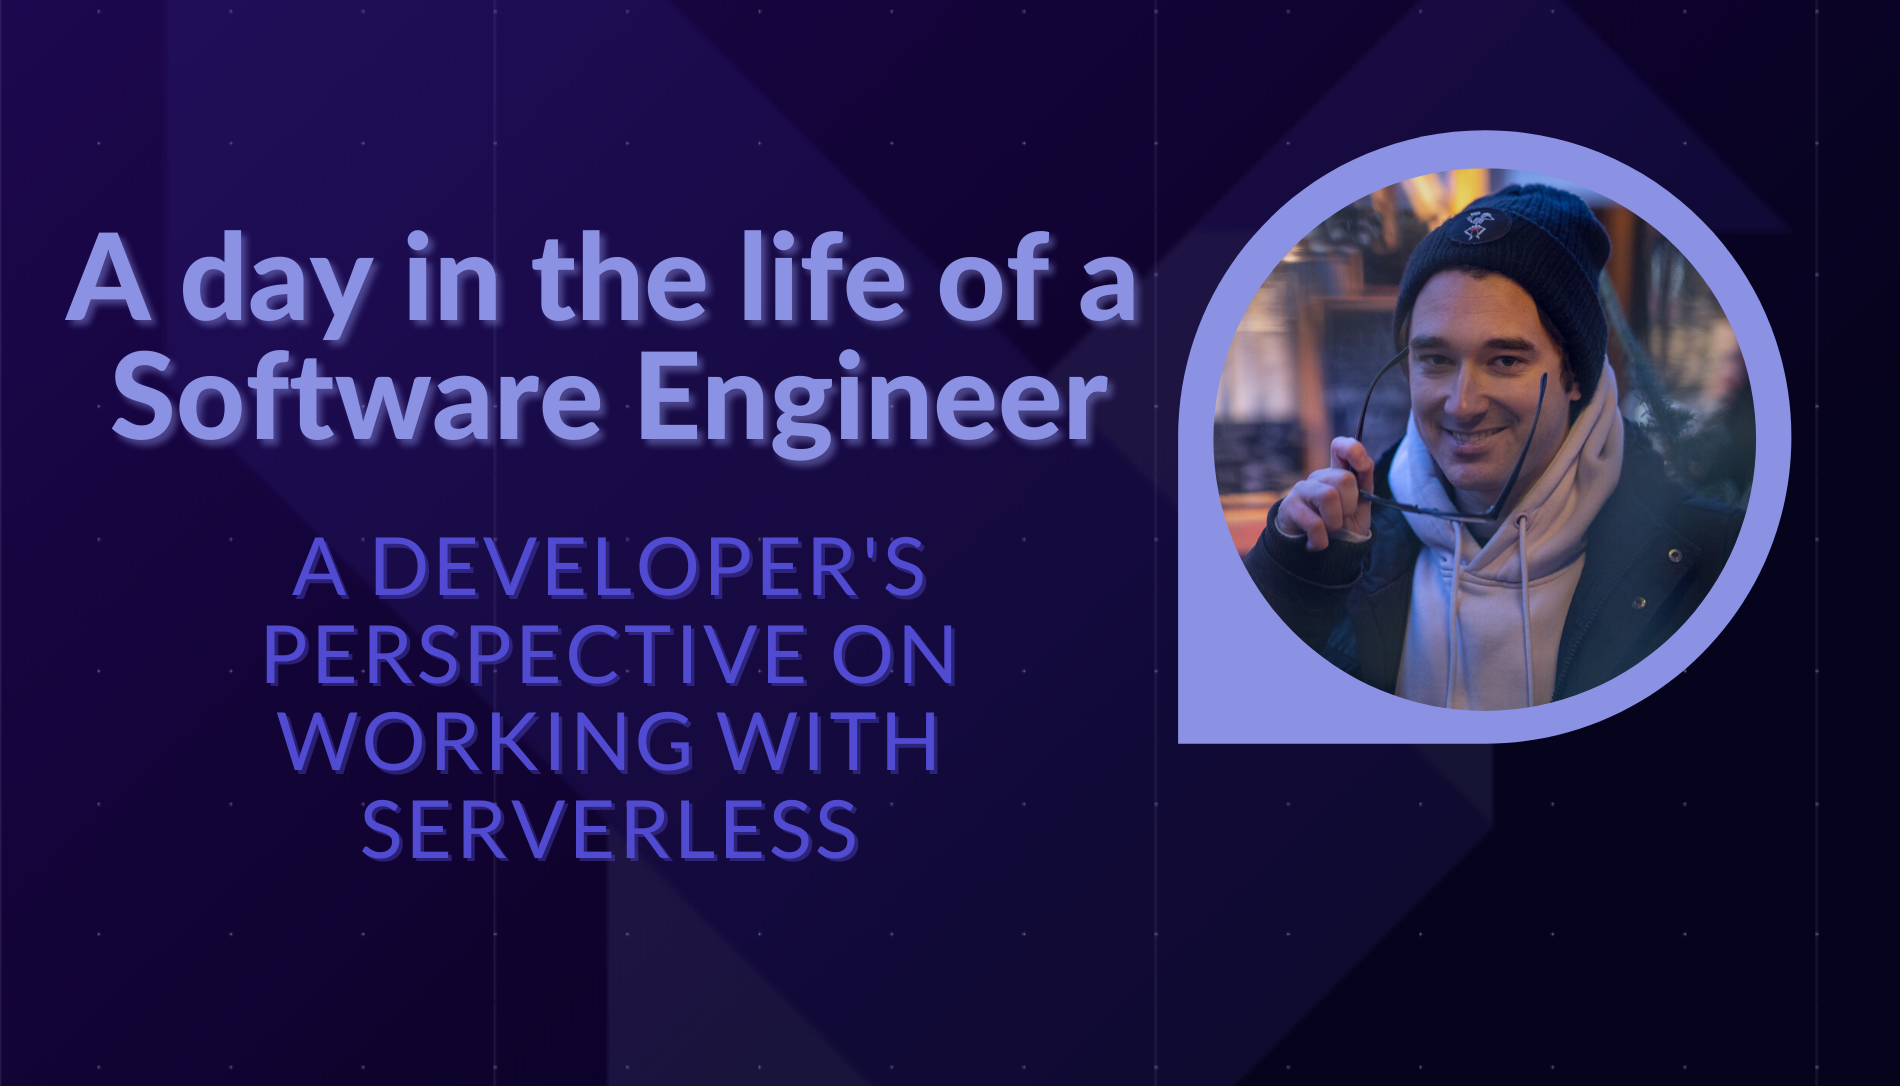 A day in the life of a
Software Engineer
A DEVELOPER'S
PERSPECTIVE ON
WORKING WITH
SERVERLESS